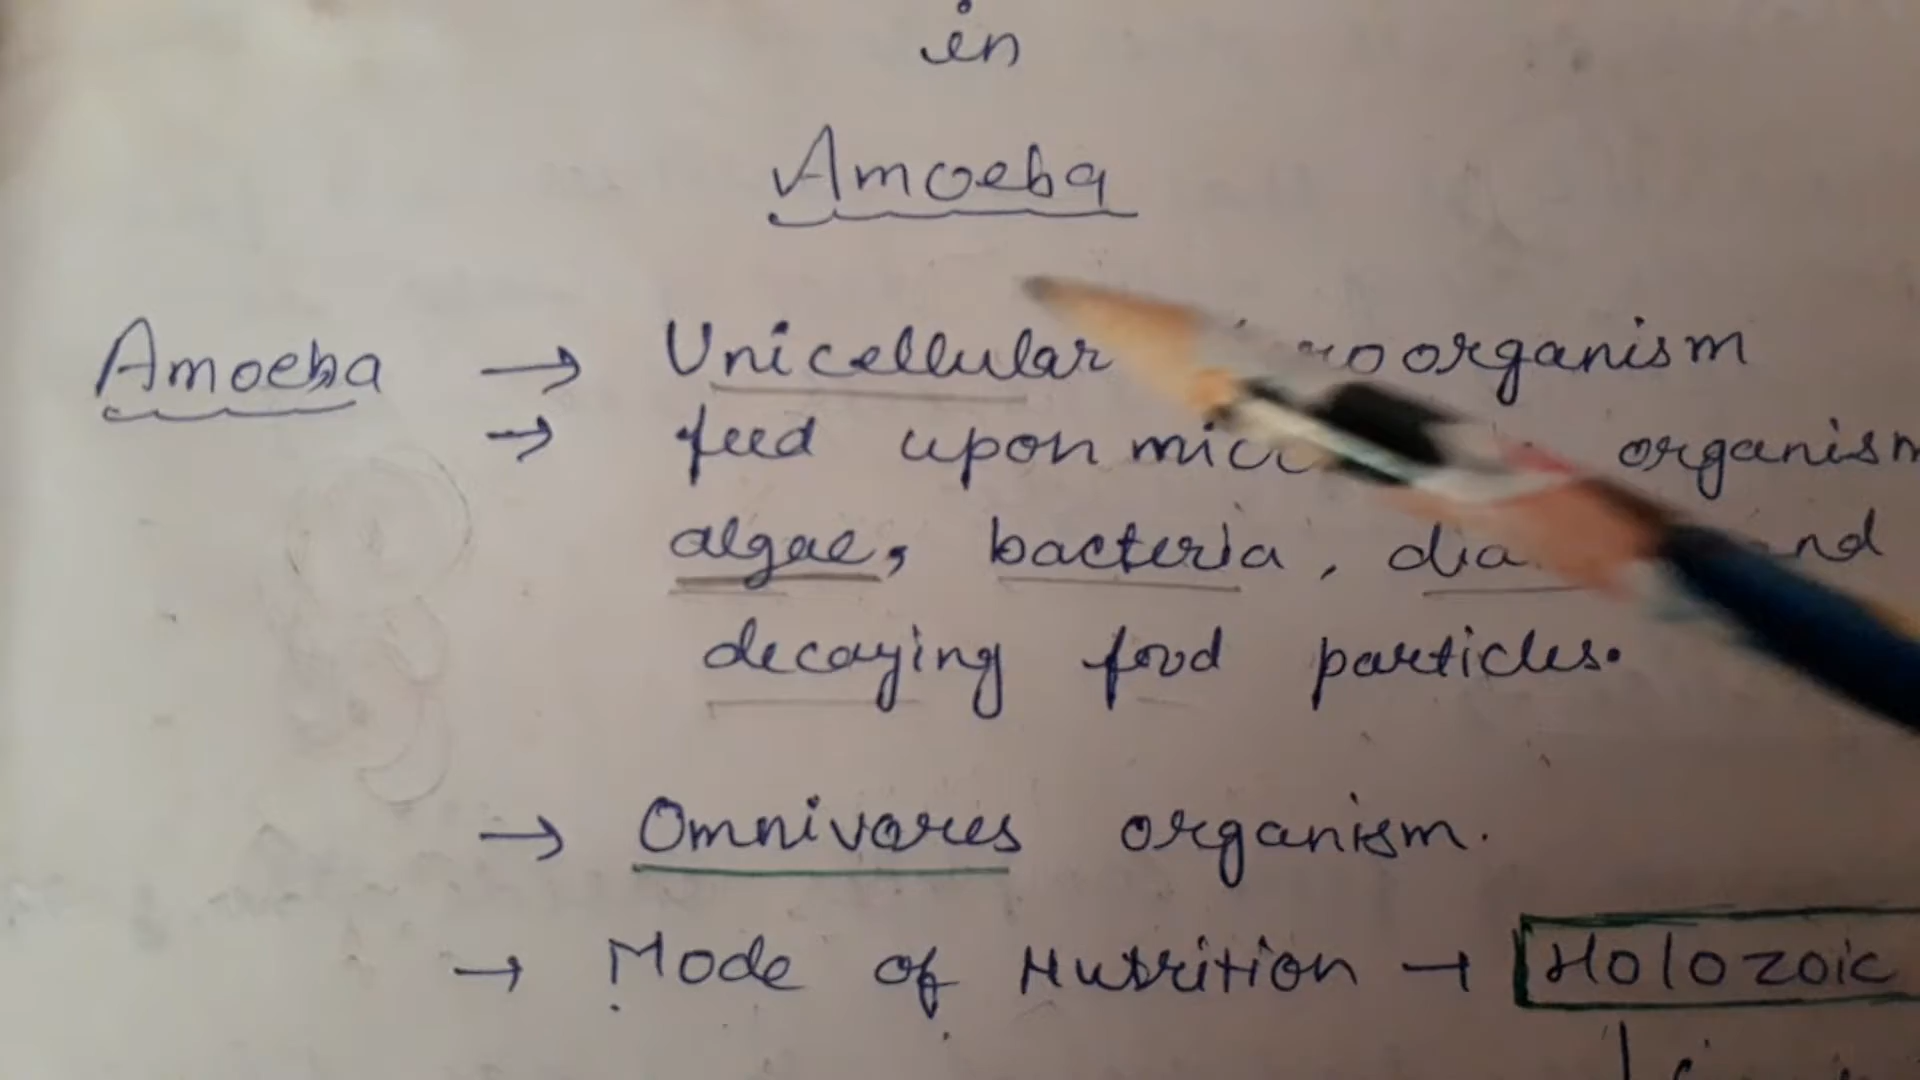 in
Amoeba
Amoeba → Unicellular organism
→ feed upon organism
algae, bacteria, and
decaying food particles.
→ Omnivores organism.
→ Mode of Nutrition → Holozoic